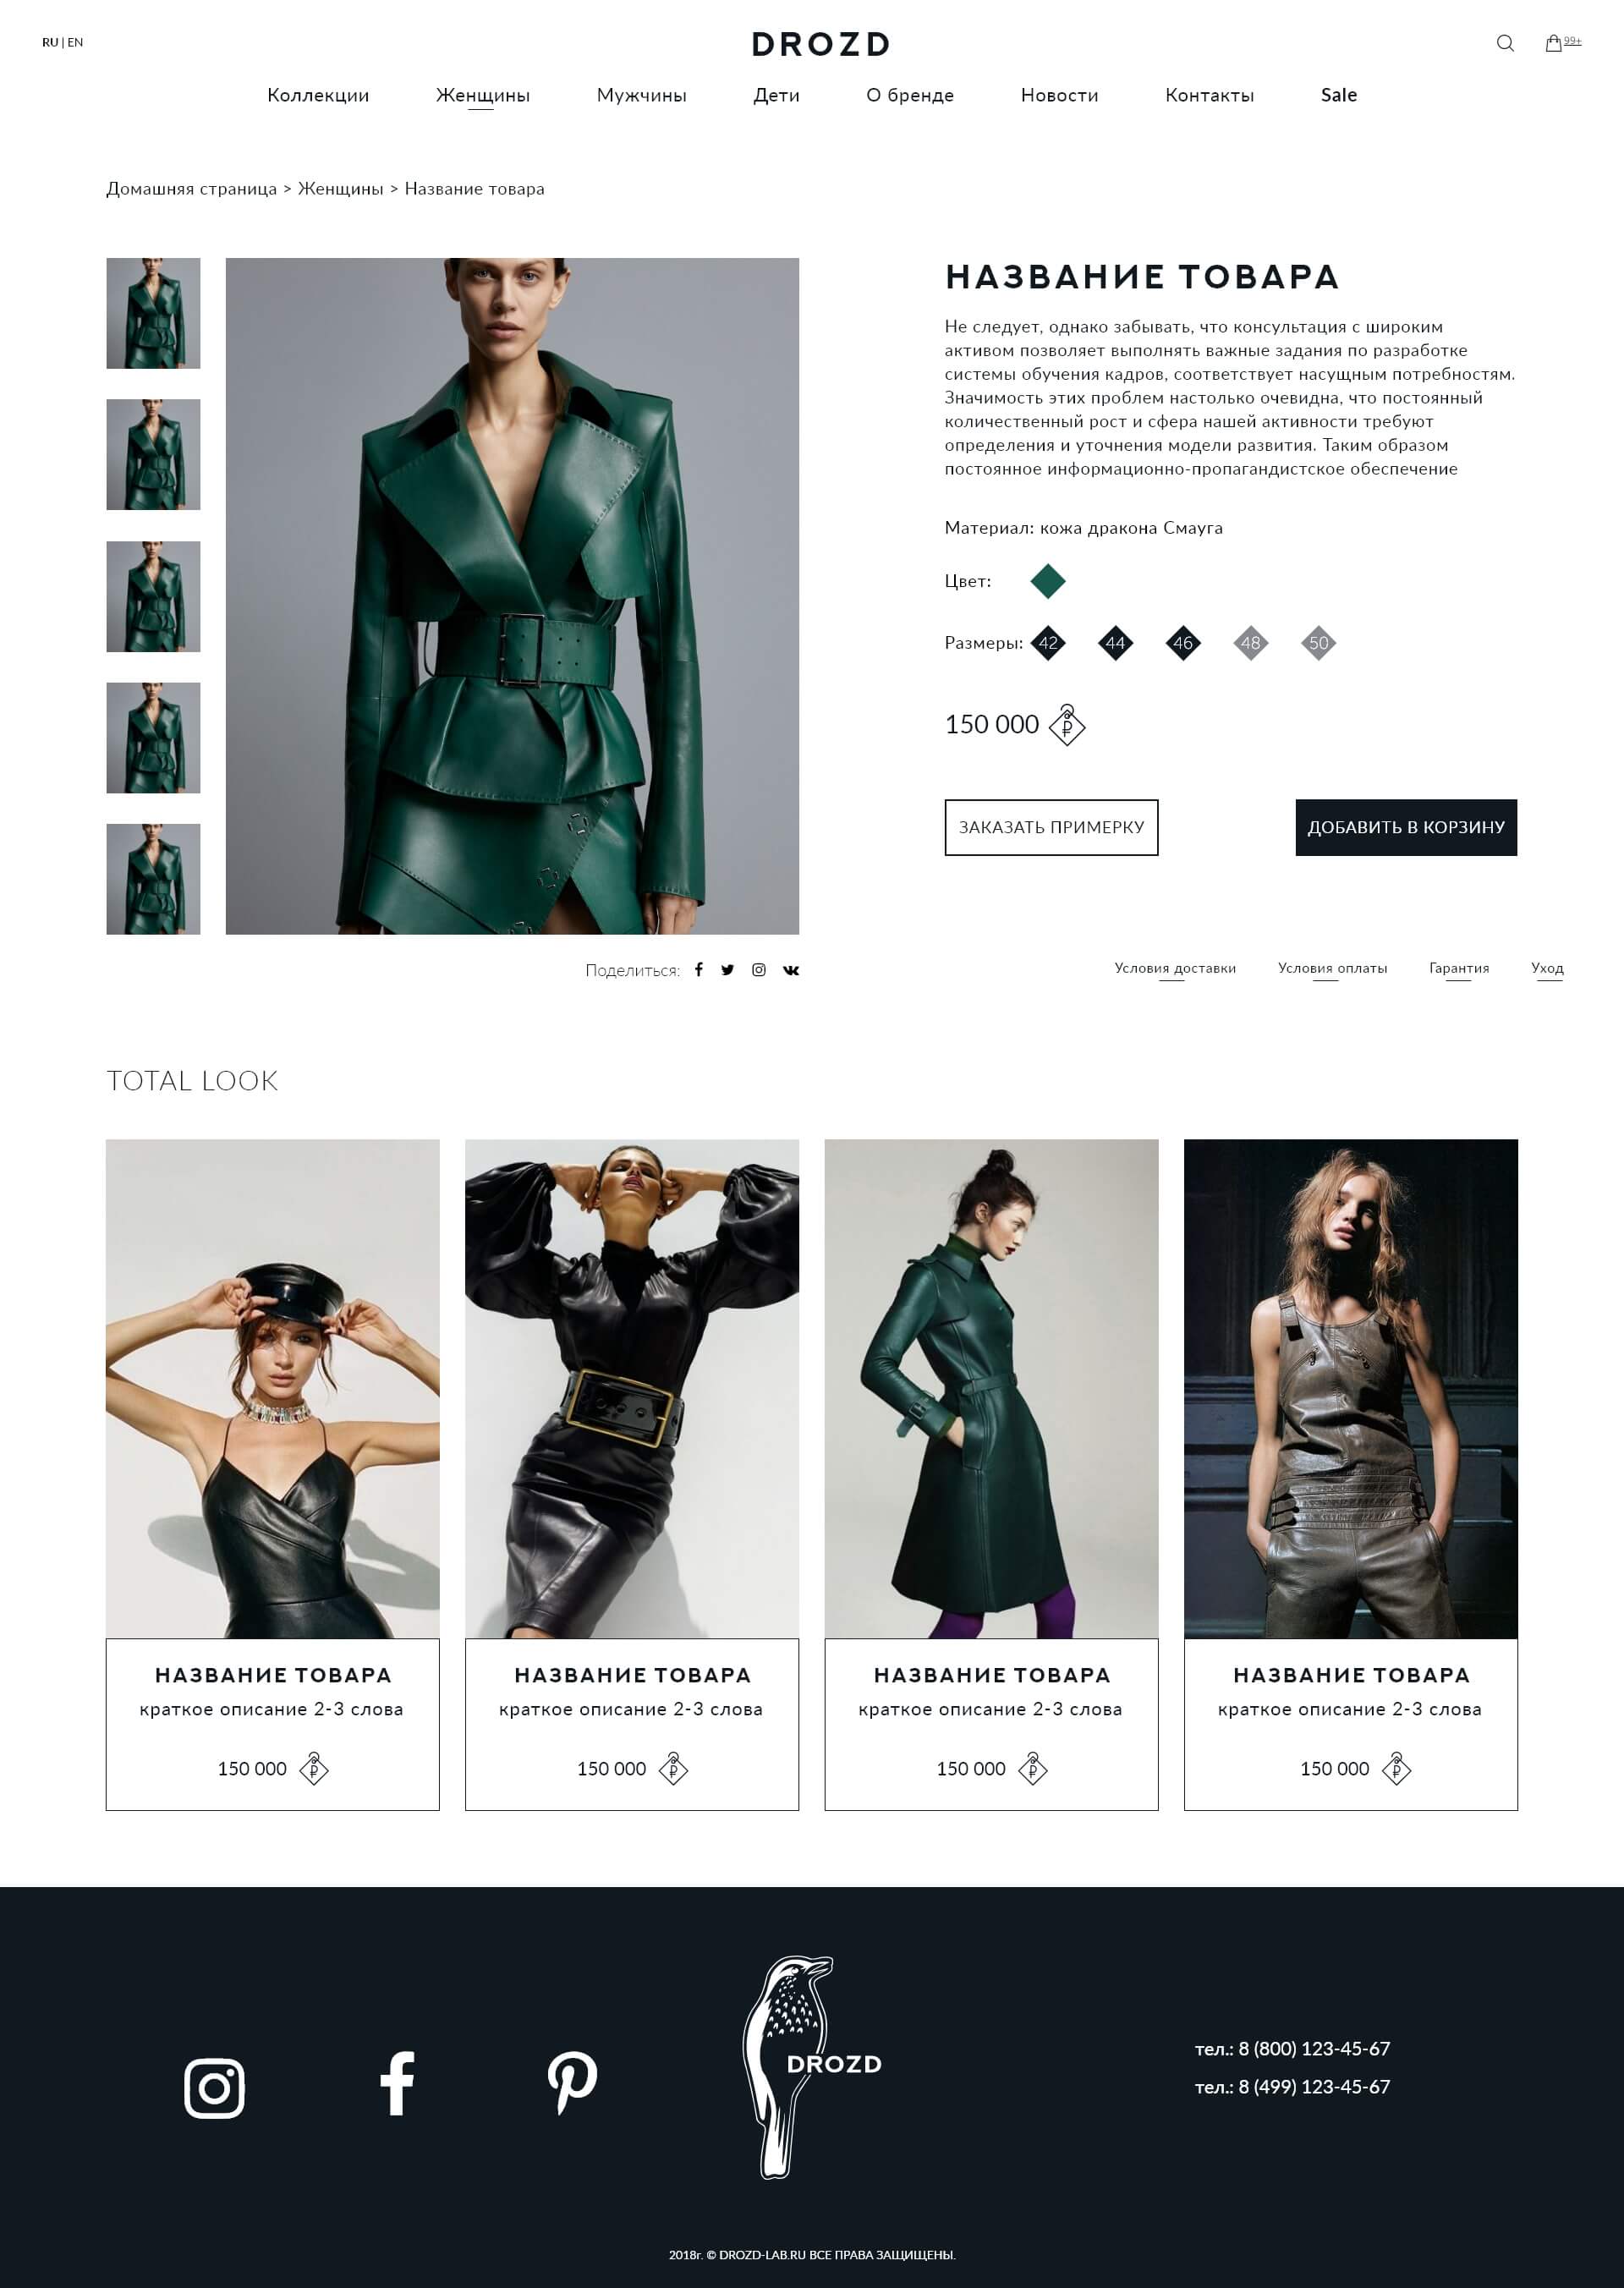 RU | EN
DROZD
99+
Коллекции Женщины Мужчины Дети О бренде Новости Контакты Sale
Домашняя страница > Женщины > Название товара
НАЗВАНИЕ ТОВАРА
Не следует, однако забывать, что консультация с широким
активом позволяет выполнять важные задания по разработке
системы обучения кадров, соответствует насущным потребностям.
Значимость этих проблем настолько очевидна, что постоянный
количественный рост и сфера нашей активности требуют
определения и уточнения модели развития. Таким образом
постоянное информационно-пропагандистское обеспечение
Материал: кожа дракона Смауга
Цвет:
Размеры: 42 44 46 48 50
150 000 ₽
ЗАКАЗАТЬ ПРИМЕРКУ
ДОБАВИТЬ В КОРЗИНУ
Поделиться:
Условия доставки Условия оплаты Гарантия Уход
TOTAL LOOK
НАЗВАНИЕ ТОВАРА
краткое описание 2-3 слова
150 000 ₽
НАЗВАНИЕ ТОВАРА
краткое описание 2-3 слова
150 000 ₽
НАЗВАНИЕ ТОВАРА
краткое описание 2-3 слова
150 000 ₽
НАЗВАНИЕ ТОВАРА
краткое описание 2-3 слова
150 000 ₽
DROZD
тел.: 8 (800) 123-45-67
тел.: 8 (499) 123-45-67
2018г. © DROZD-LAB.RU ВСЕ ПРАВА ЗАЩИЩЕНЫ.